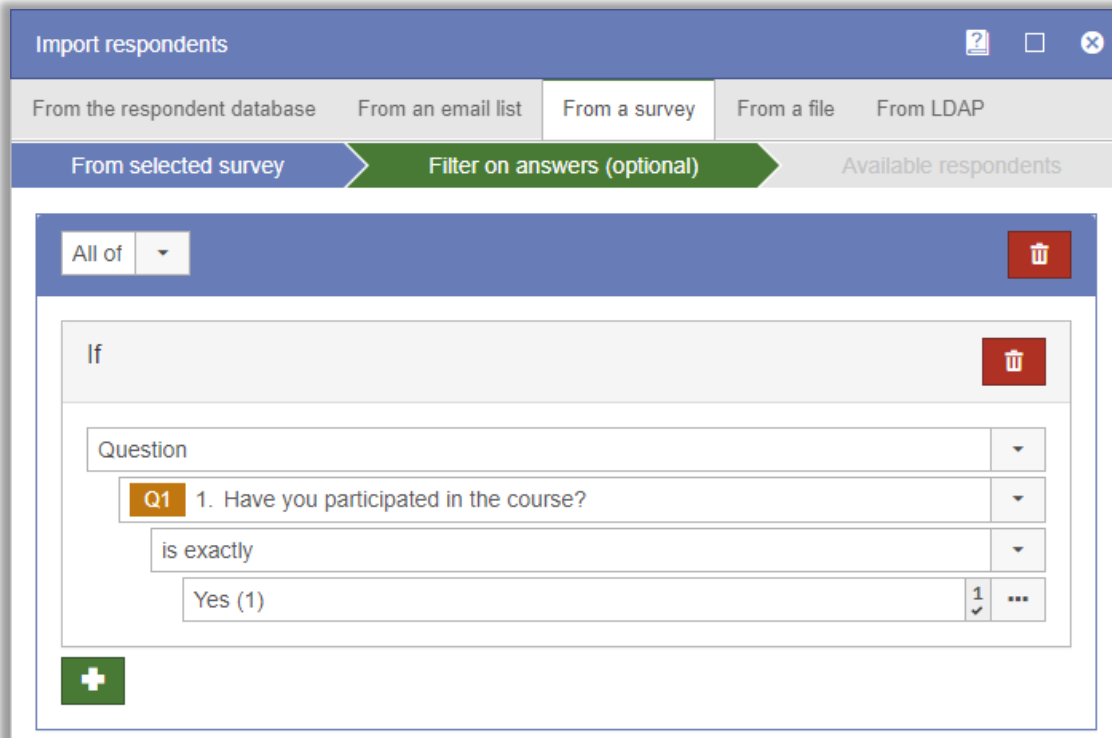 Import respondents
From the respondent database From an email list From a survey From a file From LDAP
From selected survey Filter on answers (optional) Available respondents
All of
If
Question
Q1 1. Have you participated in the course?
is exactly
Yes (1) 1